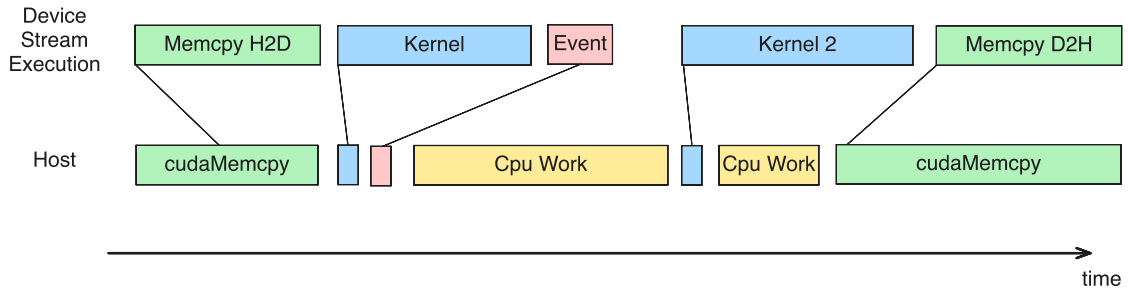 Device
Stream
Execution
Memcpy H2D
Kernel
Event
Kernel 2
Memcpy D2H
Host
cudaMemcpy
Cpu Work
Cpu Work
cudaMemcpy
time